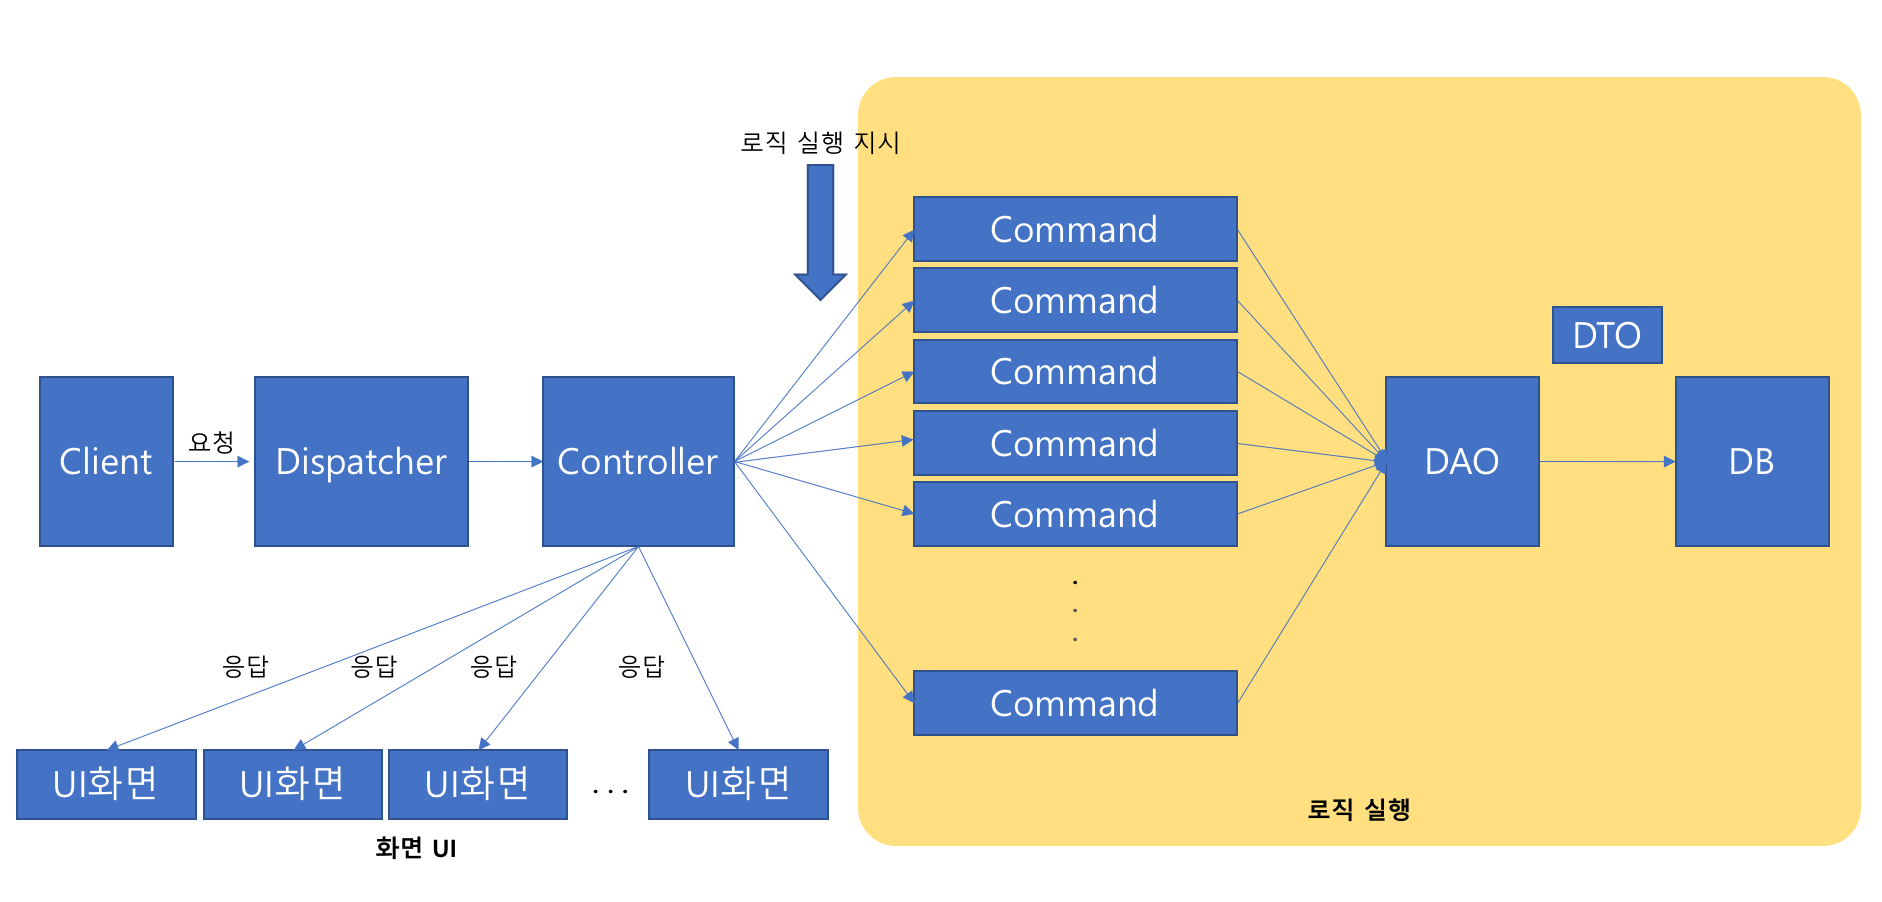 로직 실행 지시
Command
Command
Command
Command
Command
.
.
.
Command
Client
요청
Dispatcher
Controller
DTO
DAO
DB
응답
응답
응답
응답
UI화면
UI화면
UI화면
...
UI화면
화면 UI
로직 실행